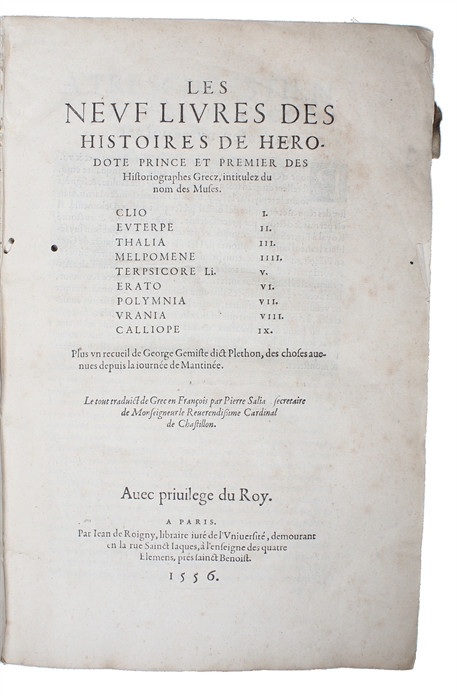 LES
NEVF LIVRES DES
HISTOIRES DE HERO-
DOTE PRINCE ET PREMIER DES
Historiographes Grecz, intitulez du
nom des Muses.
CLIO I.
EVTERPE II.
THALIA III.
MELPOMENE IIII.
TERPSICORE Li. V.
ERATO VI.
POLYMNIA VII.
VRANIA VIII.
CALLIOPE IX.
Plus vn recueil de George Gemiste dict Plethon, des choses aue-
nues depuis la iournée de Mantinée.
Le tout traduict de Grec en François par Pierre Salia secretaire
de Monseigneur le Reuerendißime Cardinal
de Chastillon.
Auec priuilege du Roy.
A PARIS.
Par Iean de Roigny, libraire iuré de l'Vniuersité, demourant
en la rue Sainct Iaques, à l'enseigne des quatre
Elemens, pres sainct Benoist.
1556.